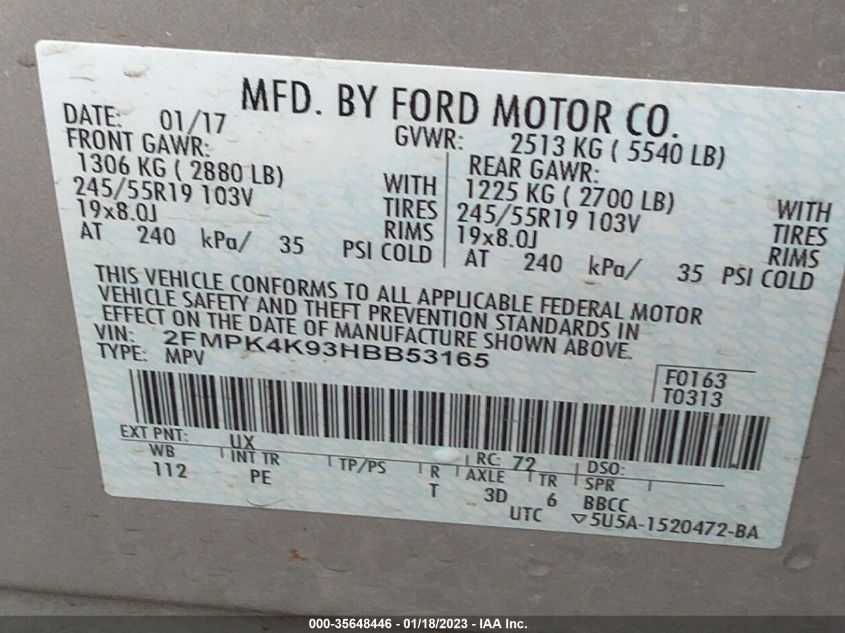 MFD. BY FORD MOTOR CO.
DATE: 01/17 GVWR: 2513 KG ( 5540 LB)
FRONT GAWR: REAR GAWR:
1306 KG ( 2880 LB) WITH 1225 KG ( 2700 LB) WITH
245/55R19 103V TIRES 245/55R19 103V TIRES
19x8.0J RIMS 19x8.0J RIMS
AT 240 kPa/ 35 PSI COLD AT 240 kPa/ 35 PSI COLD
THIS VEHICLE CONFORMS TO ALL APPLICABLE FEDERAL MOTOR
VEHICLE SAFETY AND THEFT PREVENTION STANDARDS IN
EFFECT ON THE DATE OF MANUFACTURE SHOWN ABOVE.
VIN: 2FMPK4K93HBB53165
TYPE: MPV
F0163
T0313
EXT PNT: UX RC: 72 DSO:
WB INT TR TP/PS R AXLE TR SPR
112 PE T 3D 6 BBCC
UTC ▽5U5A-1520472-BA
000-35648446 - 01/18/2023 - IAA Inc.